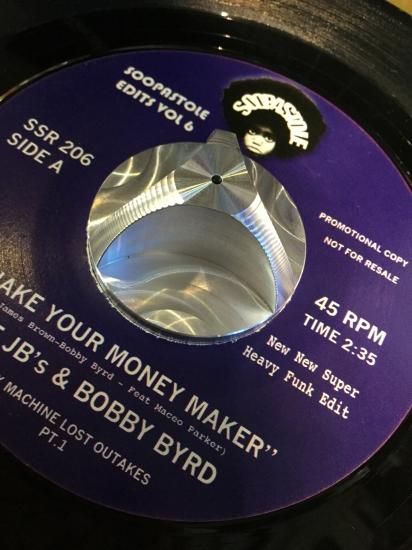 SOOPASTOLE
EDITS VOL 6
SOOPASTOLE
SSR 206
SIDE A
PROMOTIONAL COPY
NOT FOR RESALE
45 RPM
TIME 2:35
New New Super
Heavy Funk Edit
AKE YOUR MONEY MAKER"
James Brown-Bobby Byrd - Feat Maceo Parker)
JB's & BOBBY BYRD
MACHINE LOST OUTAKES
PT.1